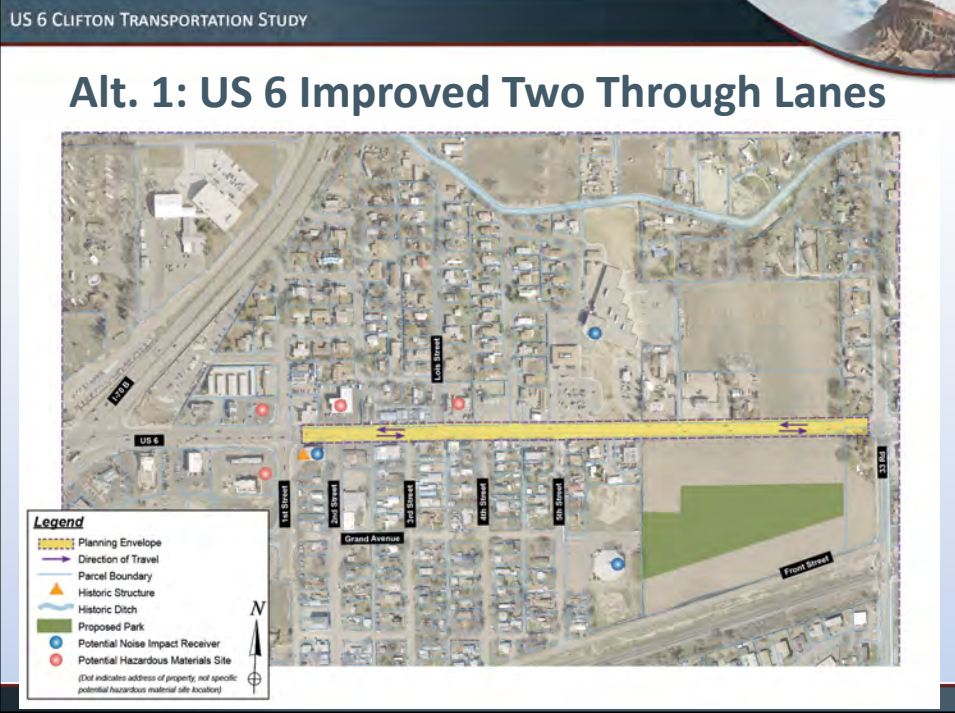 US 6 CLIFTON TRANSPORTATION STUDY
Alt. 1: US 6 Improved Two Through Lanes
Lois Street
I-70 B
US 6
33 Rd
1st Street
2nd Street
3rd Street
4th Street
5th Street
Grand Avenue
Front Street
Legend
Planning Envelope
Direction of Travel
Parcel Boundary
Historic Structure
Historic Ditch
Proposed Park
Potential Noise Impact Receiver
Potential Hazardous Materials Site
(Dot indicates address of property, not specific
potential hazardous material site location)
N